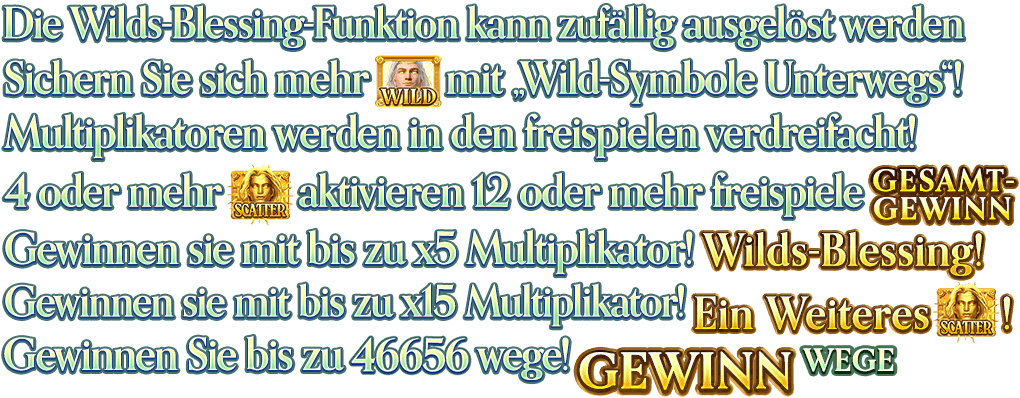 Die Wilds-Blessing-Funktion kann zufällig ausgelöst werden
Sichern Sie sich mehr WILD mit „Wild-Symbole Unterwegs“!
Multiplikatoren werden in den freispielen verdreifacht!
4 oder mehr SCATTER aktivieren 12 oder mehr freispiele
GESAMT-
GEWINN
Gewinnen sie mit bis zu x5 Multiplikator!
Wilds-Blessing!
Gewinnen sie mit bis zu x15 Multiplikator!
Ein Weiteres SCATTER!
Gewinnen Sie bis zu 46656 wege!
GEWINN
WEGE